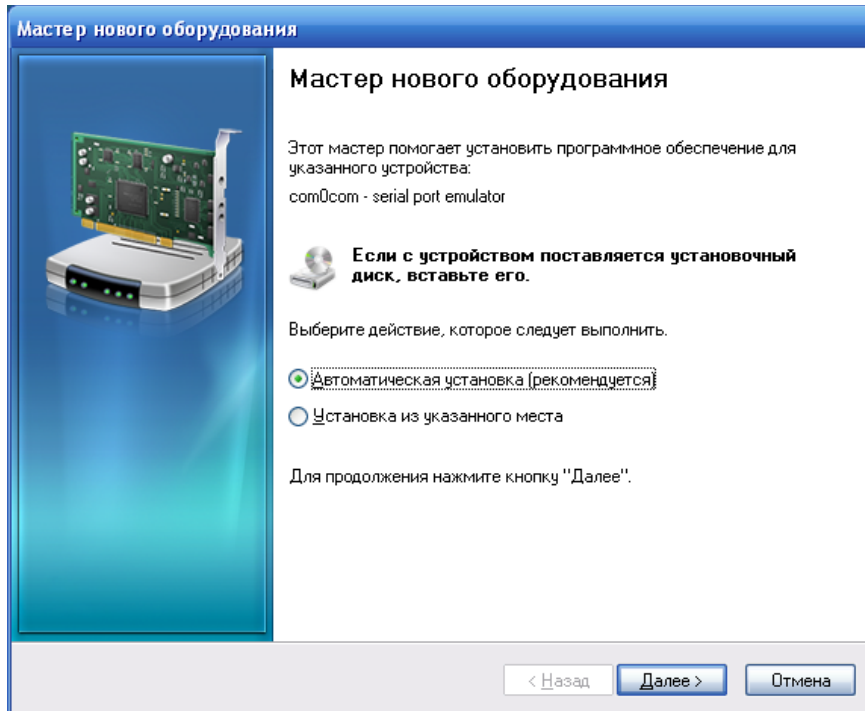 Мастер нового оборудования
Мастер нового оборудования
Этот мастер помогает установить программное обеспечение для
указанного устройства:
com0com - serial port emulator
Если с устройством поставляется установочный
диск, вставьте его.
Выберите действие, которое следует выполнить.
Автоматическая установка (рекомендуется)
Установка из указанного места
Для продолжения нажмите кнопку "Далее".
< Назад Далее > Отмена